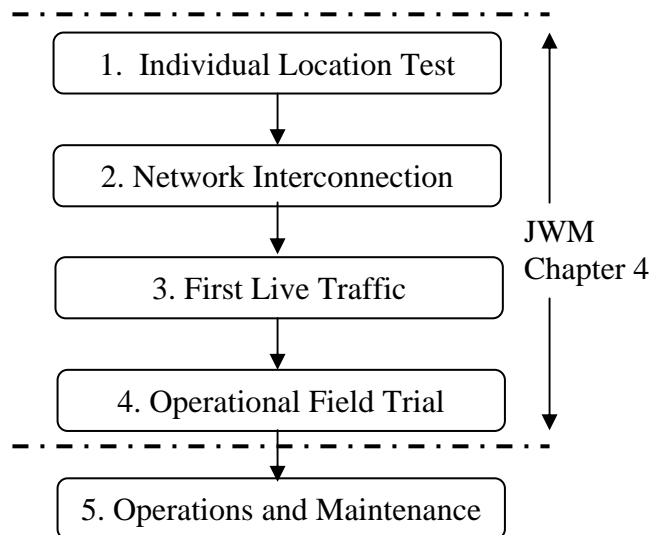 1. Individual Location Test
2. Network Interconnection
3. First Live Traffic
4. Operational Field Trial
5. Operations and Maintenance
JWM
Chapter 4